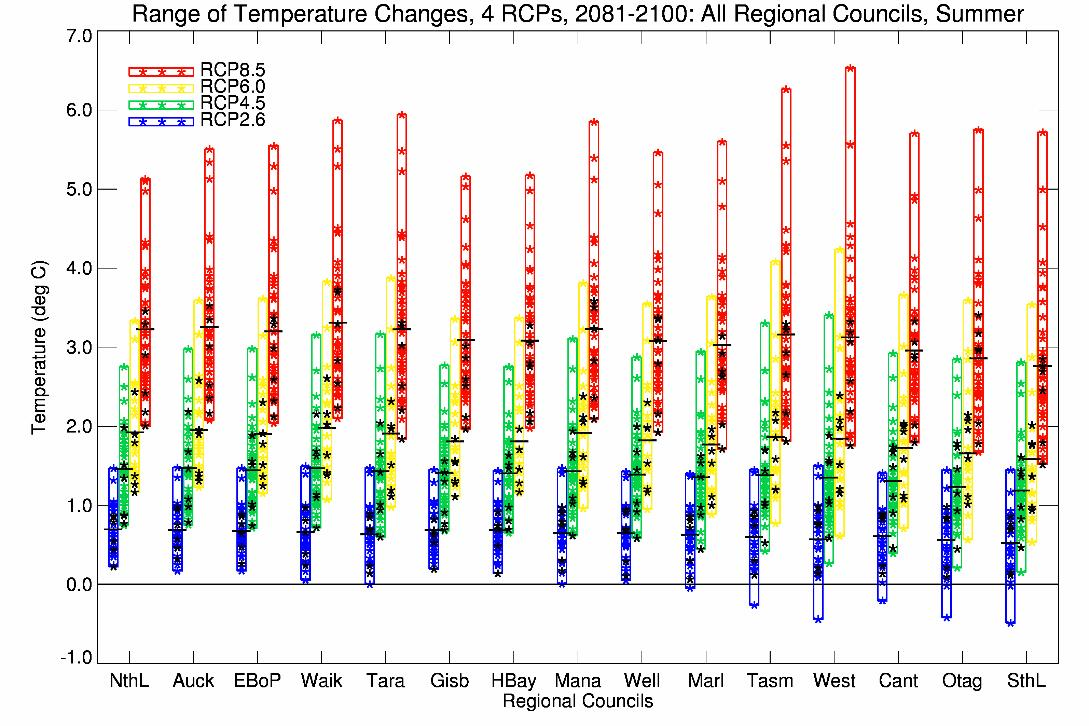 Range of Temperature Changes, 4 RCPs, 2081-2100: All Regional Councils, Summer
7.0
6.0
5.0
4.0
3.0
2.0
1.0
0.0
-1.0
Temperature (deg C)
RCP8.5
RCP6.0
RCP4.5
RCP2.6
NthL Auck EBoP Waik Tara Gisb HBay Mana Well Marl Tasm West Cant Otag SthL
Regional Councils